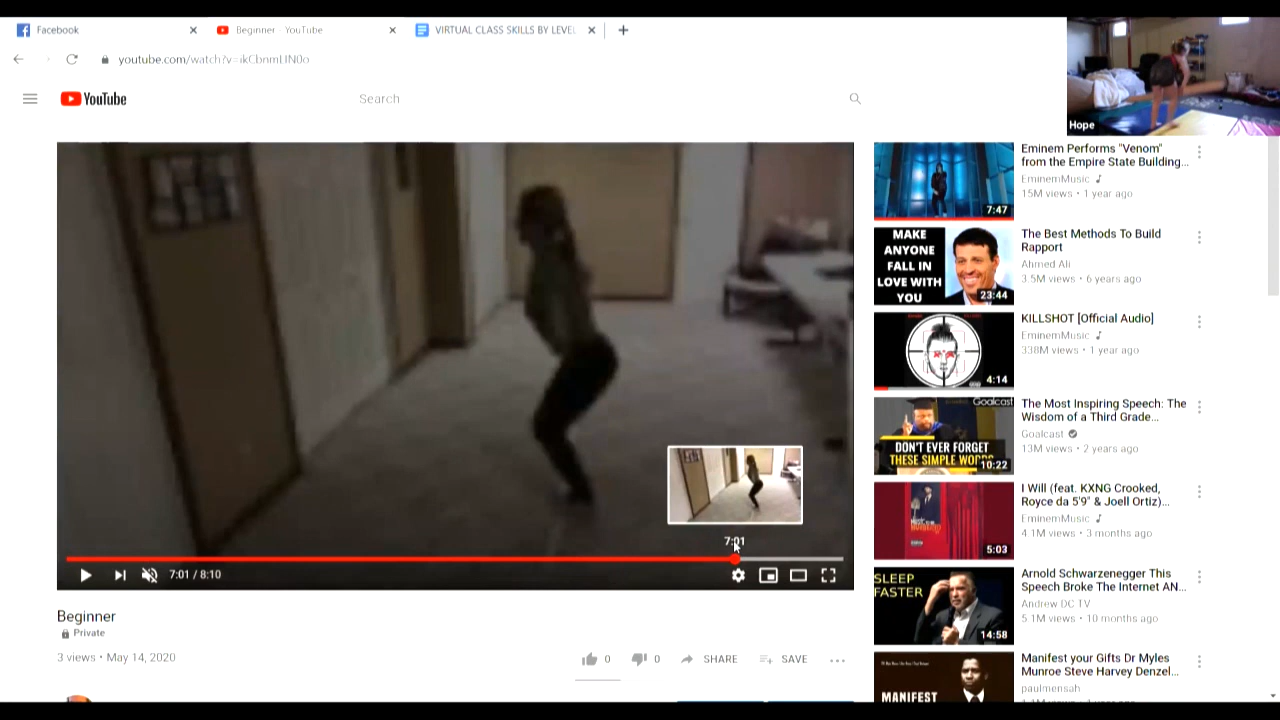 Facebook
Beginner YouTube
VIRTUAL CLASS SKILLS BY LEVEL
youtube.com/watch?v=
YouTube
Search
Hope
7:01
7:01 / 8:10
Beginner
Private
3 views • May 14, 2020
0
0
SHARE
SAVE
7:47
Eminem Performs "Venom"
from the Empire State Building...
EminemMusic
15M views • 1 year ago
MAKE
ANYONE
FALL IN
LOVE WITH
YOU
23:44
The Best Methods To Build
Rapport
Ahmed Ali
3.5M views • 6 years ago
4:14
KILLSHOT [Official Audio]
EminemMusic
338M views • 1 year ago
Goalcast
DON'T EVER FORGET
THESE SIMPLE WORDS
10:22
The Most Inspiring Speech: The
Wisdom of a Third Grade...
Goalcast
13M views • 2 years ago
5:03
I Will (feat. KXNG Crooked,
Royce da 5'9" & Joell Ortiz)...
EminemMusic
4.1M views • 3 months ago
SLEEP
FASTER
14:58
Arnold Schwarzenegger This
Speech Broke The Internet AN...
Andrew DC TV
5.1M views • 10 months ago
MANIFEST
Manifest your Gifts Dr Myles
Munroe Steve Harvey Denzel...
paulmensah